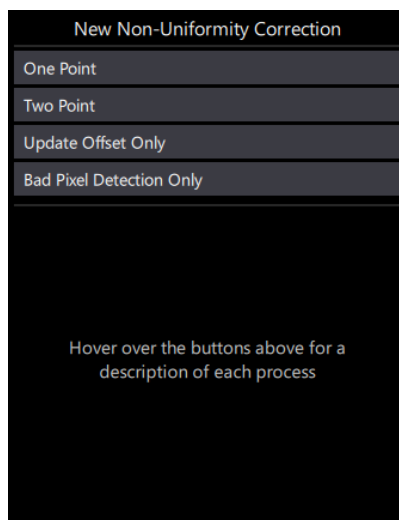 New Non-Uniformity Correction
One Point
Two Point
Update Offset Only
Bad Pixel Detection Only
Hover over the buttons above for a
description of each process